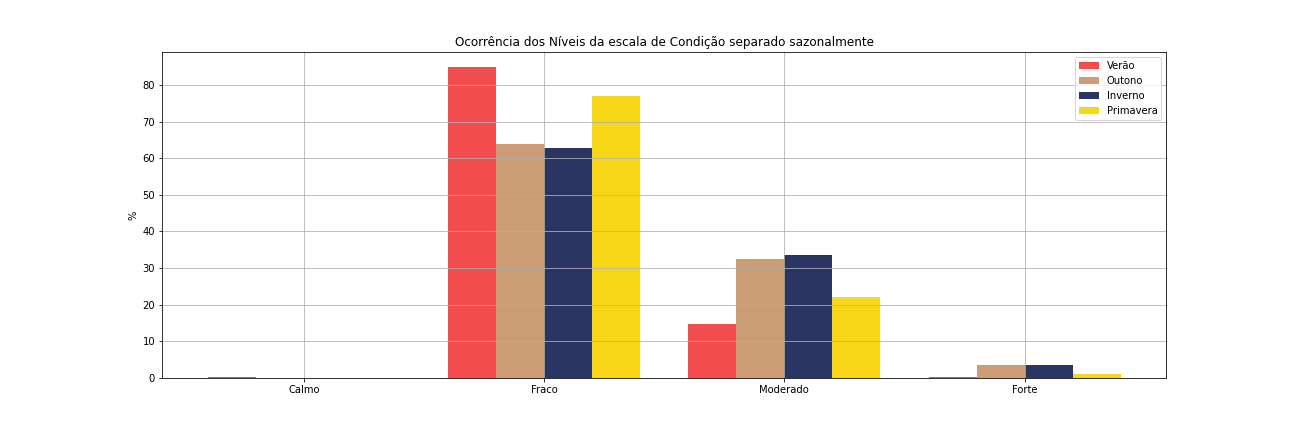 Ocorrência dos Níveis da escala de Condição separado sazonalmente
Verão
Outono
Inverno
Primavera
%
80
70
60
50
40
30
20
10
0
Calmo Fraco Moderado Forte